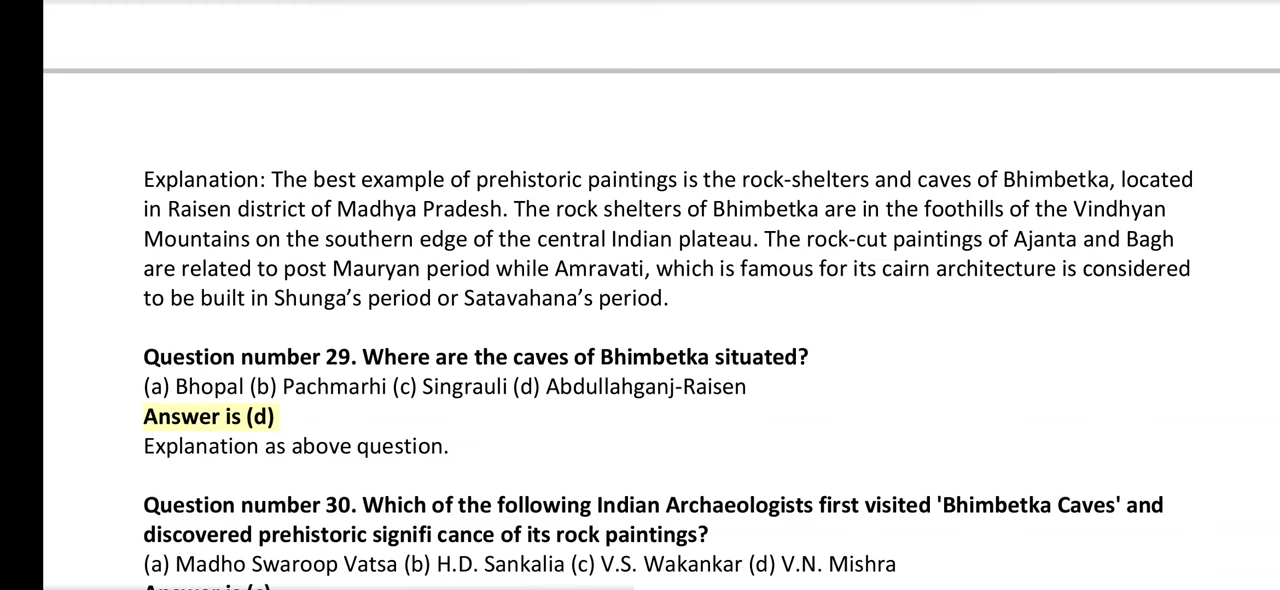 Explanation: The best example of prehistoric paintings is the rock-shelters and caves of Bhimbetka, located
in Raisen district of Madhya Pradesh. The rock shelters of Bhimbetka are in the foothills of the Vindhyan
Mountains on the southern edge of the central Indian plateau. The rock-cut paintings of Ajanta and Bagh
are related to post Mauryan period while Amravati, which is famous for its cairn architecture is considered
to be built in Shunga’s period or Satavahana’s period.
Question number 29. Where are the caves of Bhimbetka situated?
(a) Bhopal (b) Pachmarhi (c) Singrauli (d) Abdullahganj-Raisen
Answer is (d)
Explanation as above question.
Question number 30. Which of the following Indian Archaeologists first visited 'Bhimbetka Caves' and
discovered prehistoric signifi cance of its rock paintings?
(a) Madho Swaroop Vatsa (b) H.D. Sankalia (c) V.S. Wakankar (d) V.N. Mishra
Answer is (c)